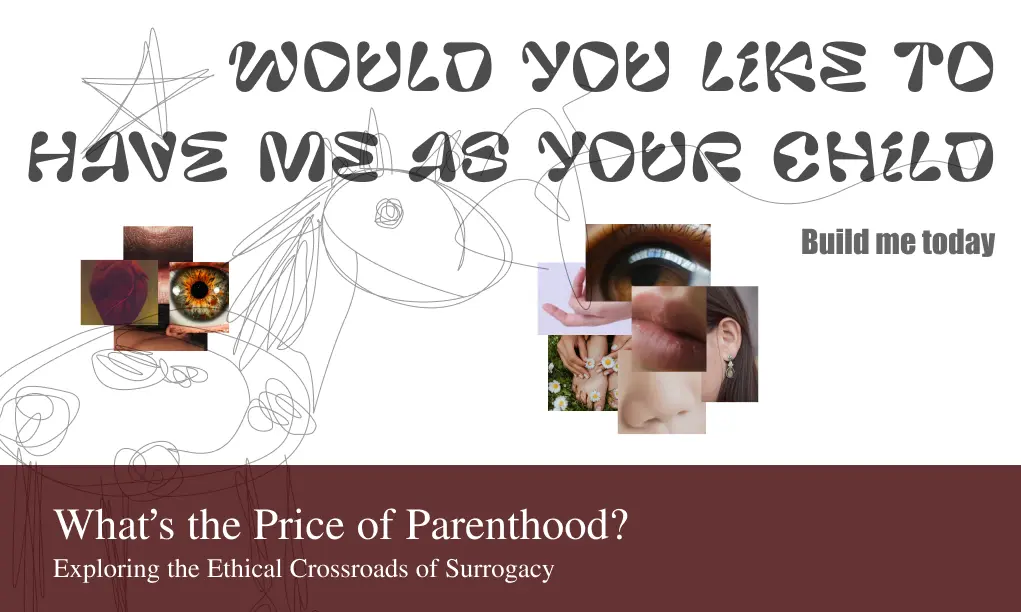 WOULD YOU LiKE TO
HAVE ME AS YOUR CHiLD
Build me today
What’s the Price of Parenthood?
Exploring the Ethical Crossroads of Surrogacy